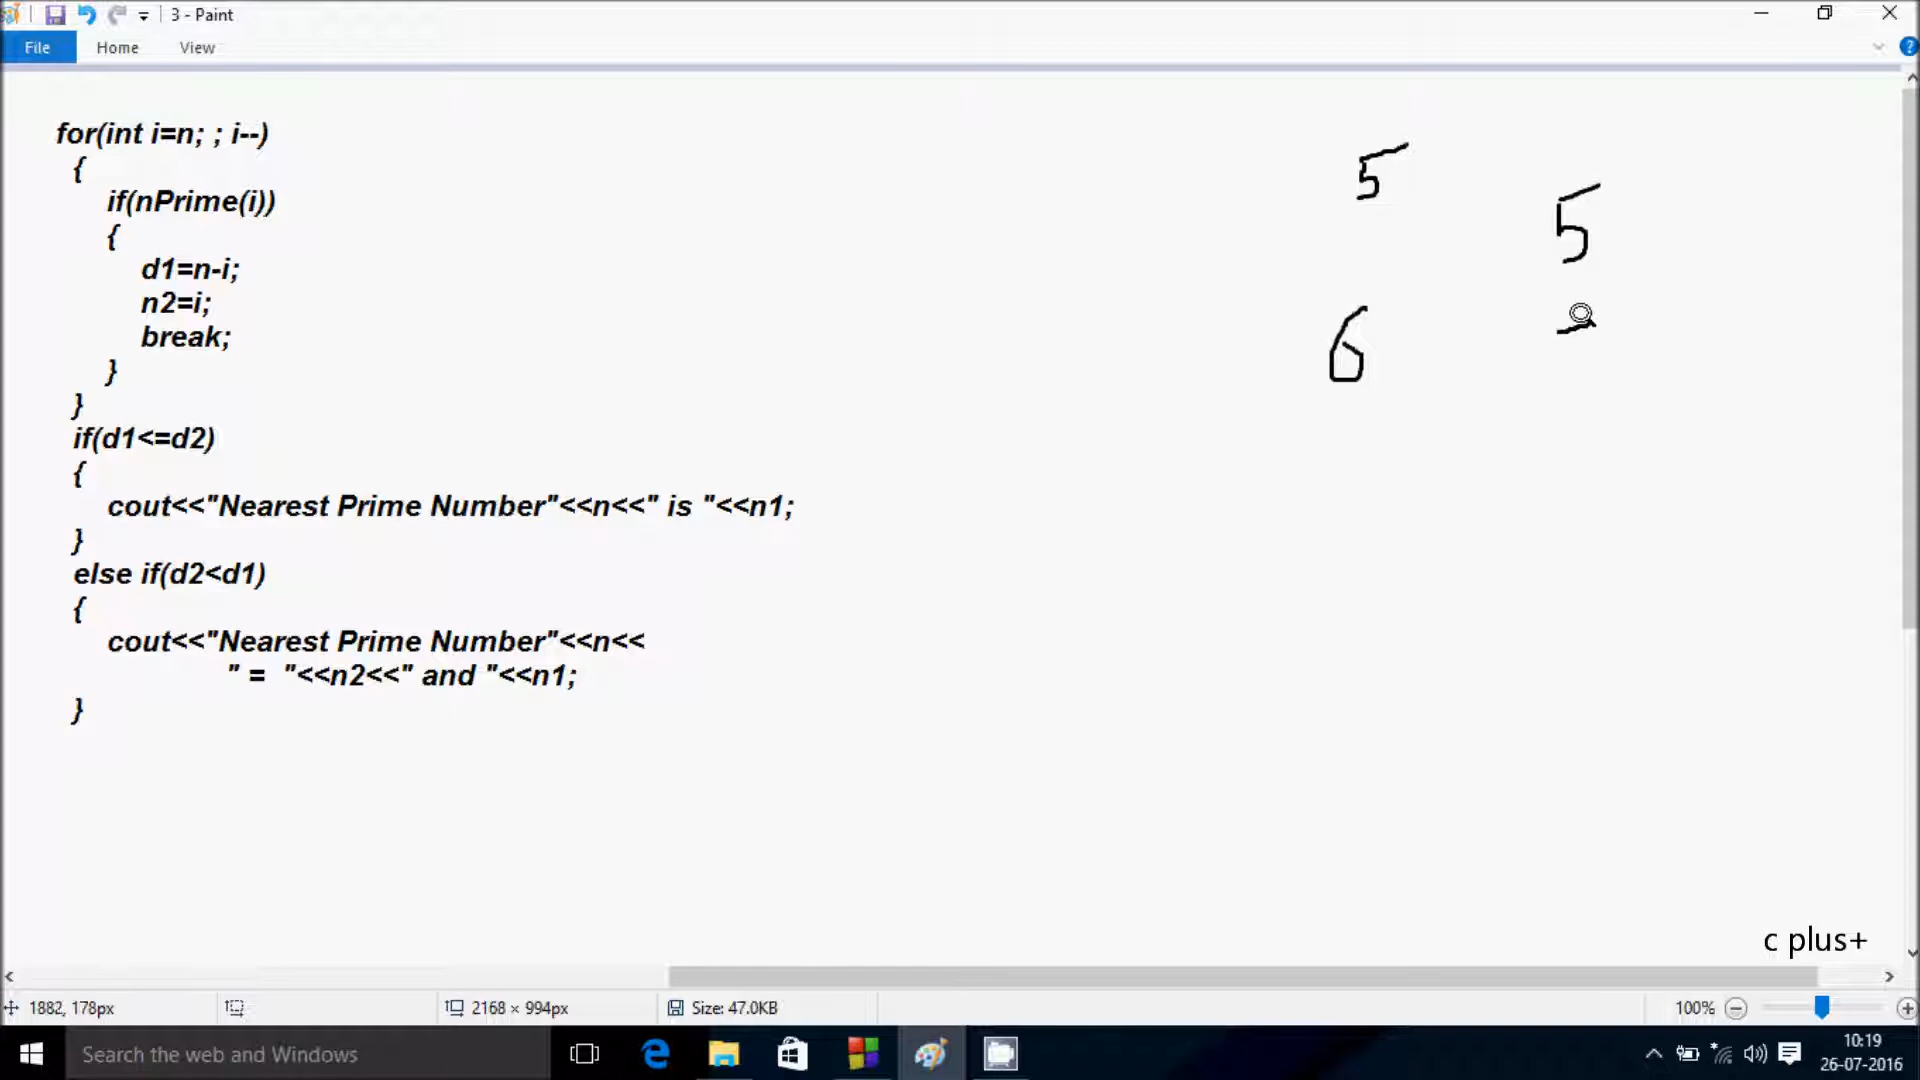 3 - Paint
File Home View
for(int i=n; ; i--)
{
if(nPrime(i))
{
d1=n-i;
n2=i;
break;
}
}
if(d1<=d2)
{
cout<<"Nearest Prime Number"<<n<<" is "<<n1;
}
else if(d2<d1)
{
cout<<"Nearest Prime Number"<<n<<
" = "<<n2<<" and "<<n1;
}
5
5
6
c plus+
1882, 178px
2168 × 994px
Size: 47.0KB
100%
Search the web and Windows
10:19
26-07-2016